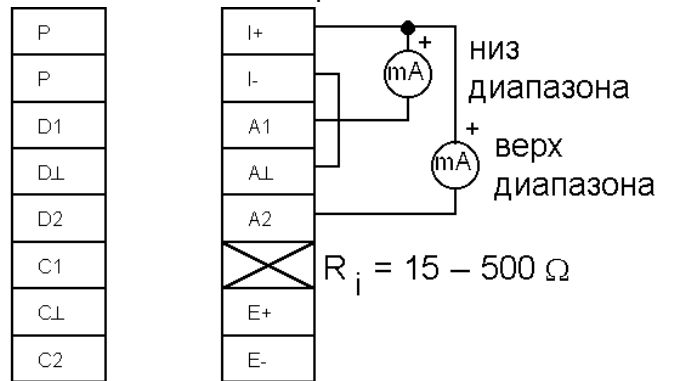 P
P
D1
D⊥
D2
C1
C⊥
C2
I+
I-
A1
A⊥
A2
E+
E-
+
mA
низ
диапазона
+
mA
верх
диапазона
R i = 15 – 500 Ω